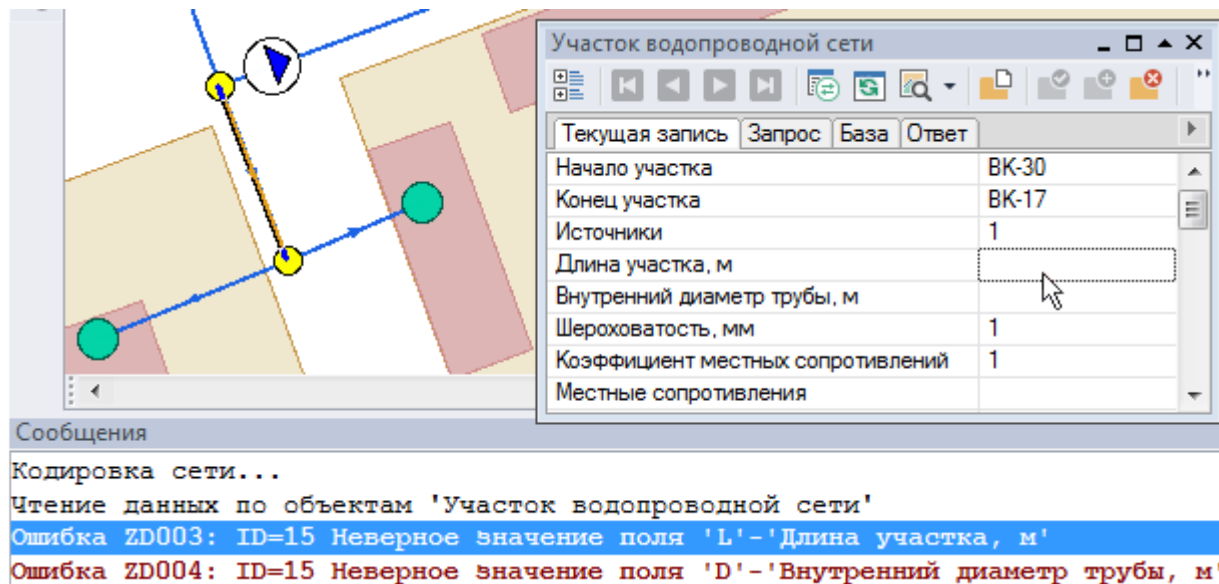 Участок водопроводной сети
Текущая запись Запрос База Ответ
Начало участка ВК-30
Конец участка ВК-17
Источники 1
Длина участка, м
Внутренний диаметр трубы, м
Шероховатость, мм 1
Коэффициент местных сопротивлений 1
Местные сопротивления
Сообщения
Кодировка сети...
Чтение данных по объектам 'Участок водопроводной сети'
Ошибка ZD003: ID=15 Неверное значение поля 'L'-'Длина участка, м'
Ошибка ZD004: ID=15 Неверное значение поля 'D'-'Внутренний диаметр трубы, м'